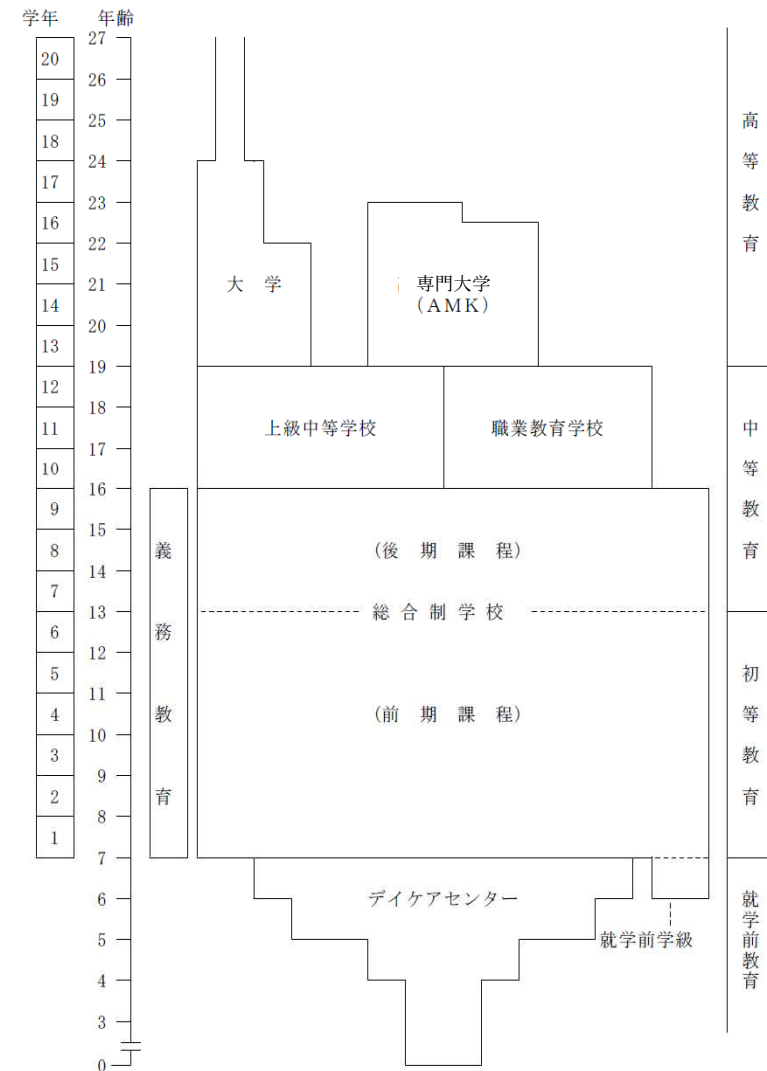 学年 年齢
27
20
26
19
25
18
高
24
等
17
23
教
16
22
育
15
大 学
21
専門大学
14
(AMK)
20
13
19
12
18
上級中等学校
職業教育学校
中
11
17
等
10
16
教
9
15
育
8
義
(後 期 課 程)
14
7
13
総 合 制 学 校
6
務
12
5
初
11
4
教
(前 期 課 程)
等
10
3
教
9
2
育
育
8
1
7
6
デイケアセンター
就学前教育
5
就学前学級
4
3
0